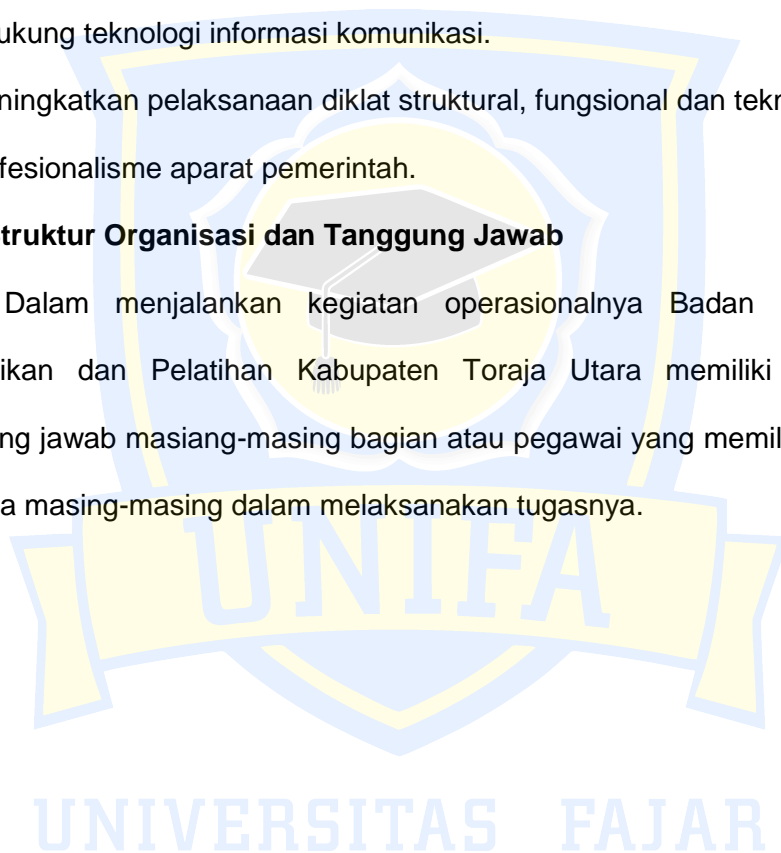 ukung teknologi informasi komunikasi.
ningkatkan pelaksanaan diklat struktural, fungsional dan tekn
fesionalisme aparat pemerintah.
truktur Organisasi dan Tanggung Jawab
Dalam menjalankan kegiatan operasionalnya Badan
ikan dan Pelatihan Kabupaten Toraja Utara memiliki
ng jawab masiang-masing bagian atau pegawai yang memil
a masing-masing dalam melaksanakan tugasnya.
UNIFA
UNIVERSITAS FAJAR